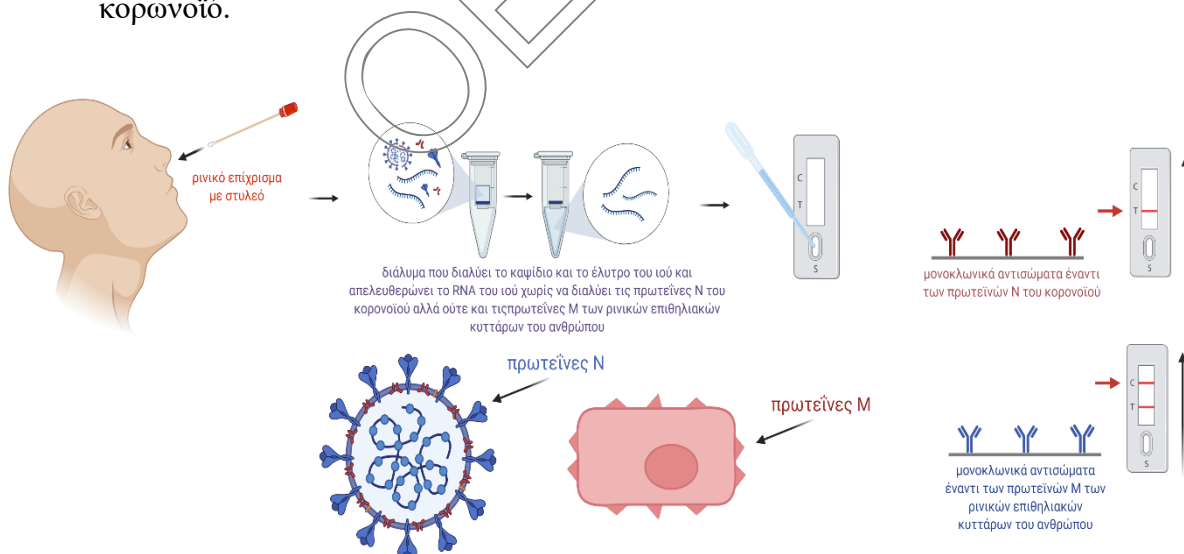 κορωνοϊό.
ρινικό επίχρισμα
με στυλεό
C
T
S
διάλυμα που διαλύει το καψίδιο και το έλυτρο του ιού και
απελευθερώνει το RNA του ιού χωρίς να διαλύει τις πρωτεΐνες Ν του
κορονοϊού αλλά ούτε και τιςπρωτεΐνες Μ των ρινικών επιθηλιακών
κυττάρων του ανθρώπου
C
T
S
μονοκλωνικά αντισώματα έναντι
των πρωτεϊνών Ν του κορονοϊού
πρωτεΐνες Ν
πρωτεΐνες Μ
C
T
S
μονοκλωνικά αντισώματα
έναντι των πρωτεϊνών Μ των
ρινικών επιθηλιακών
κυττάρων του ανθρώπου